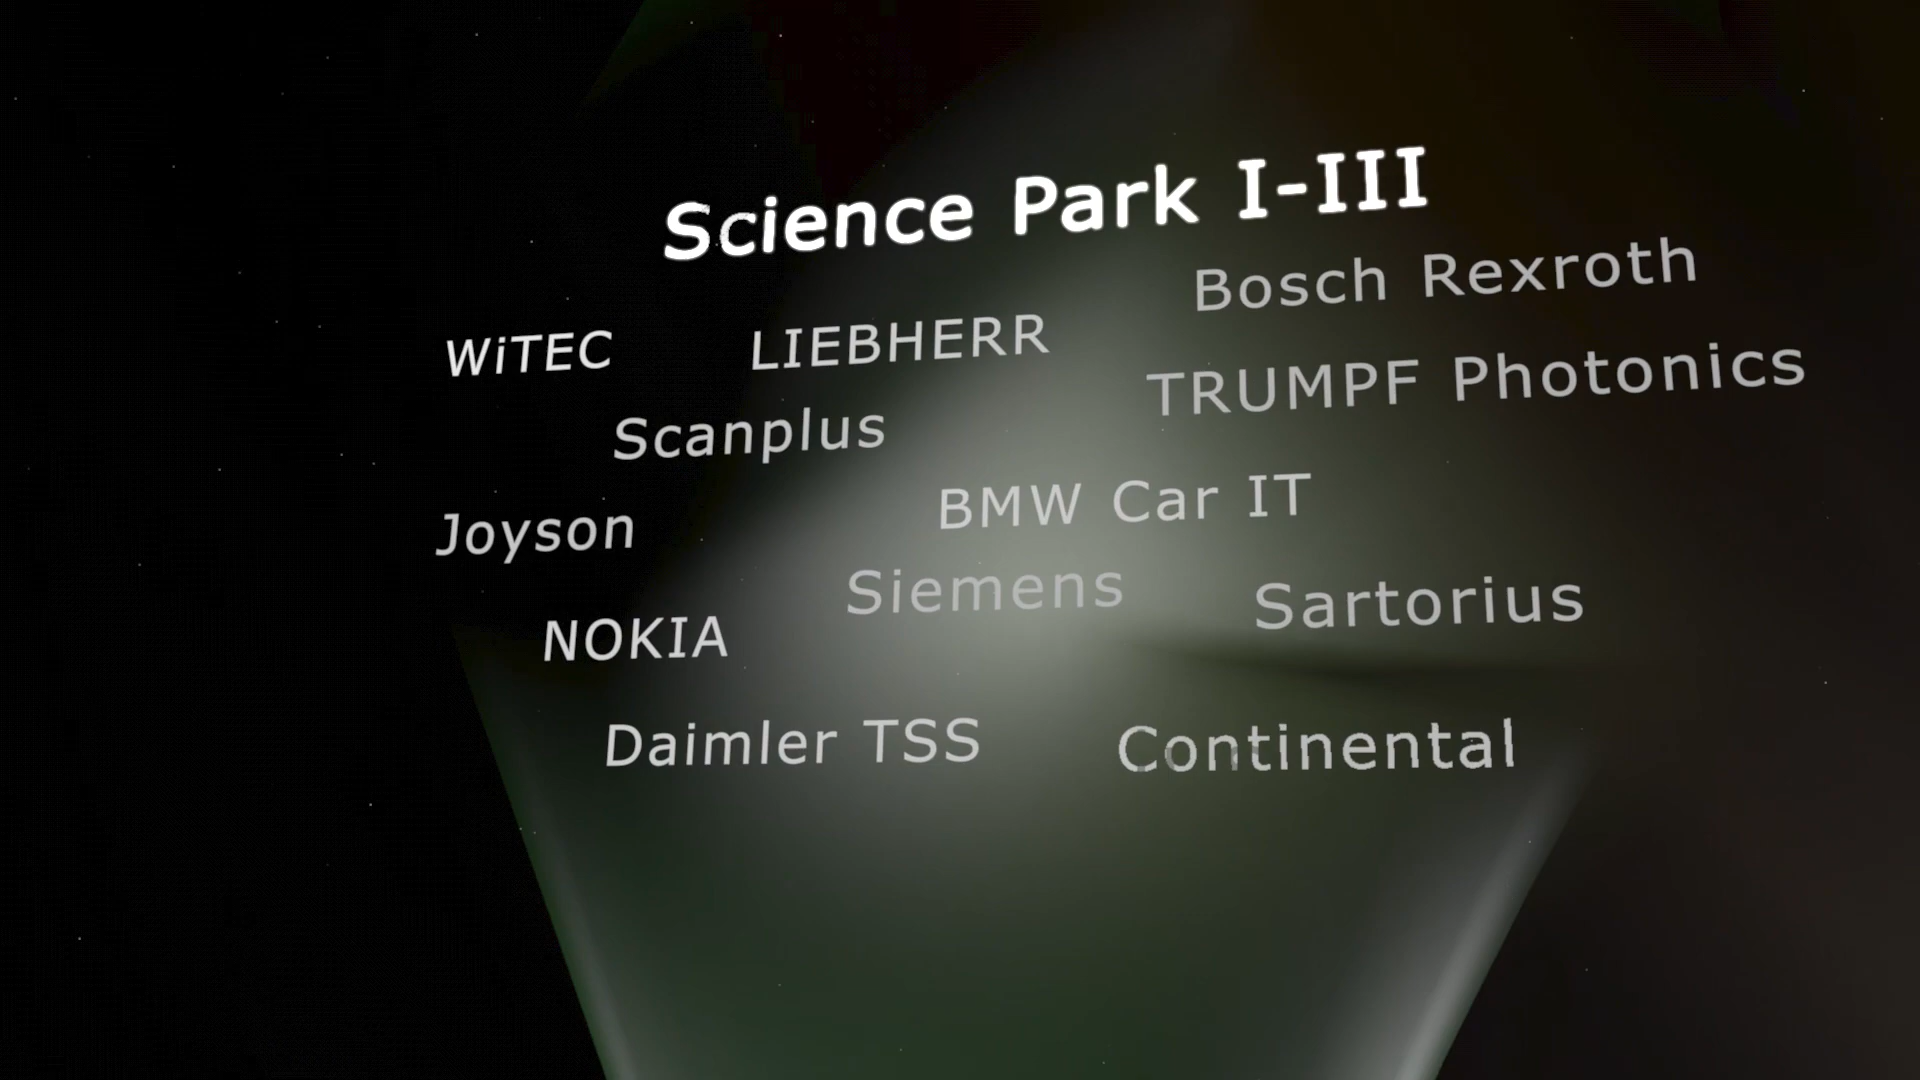 Science Park I-III
Bosch Rexroth
WiTEC
LIEBHERR
TRUMPF Photonics
Scanplus
BMW Car IT
Joyson
Siemens
Sartorius
NOKIA
Daimler TSS
Continental